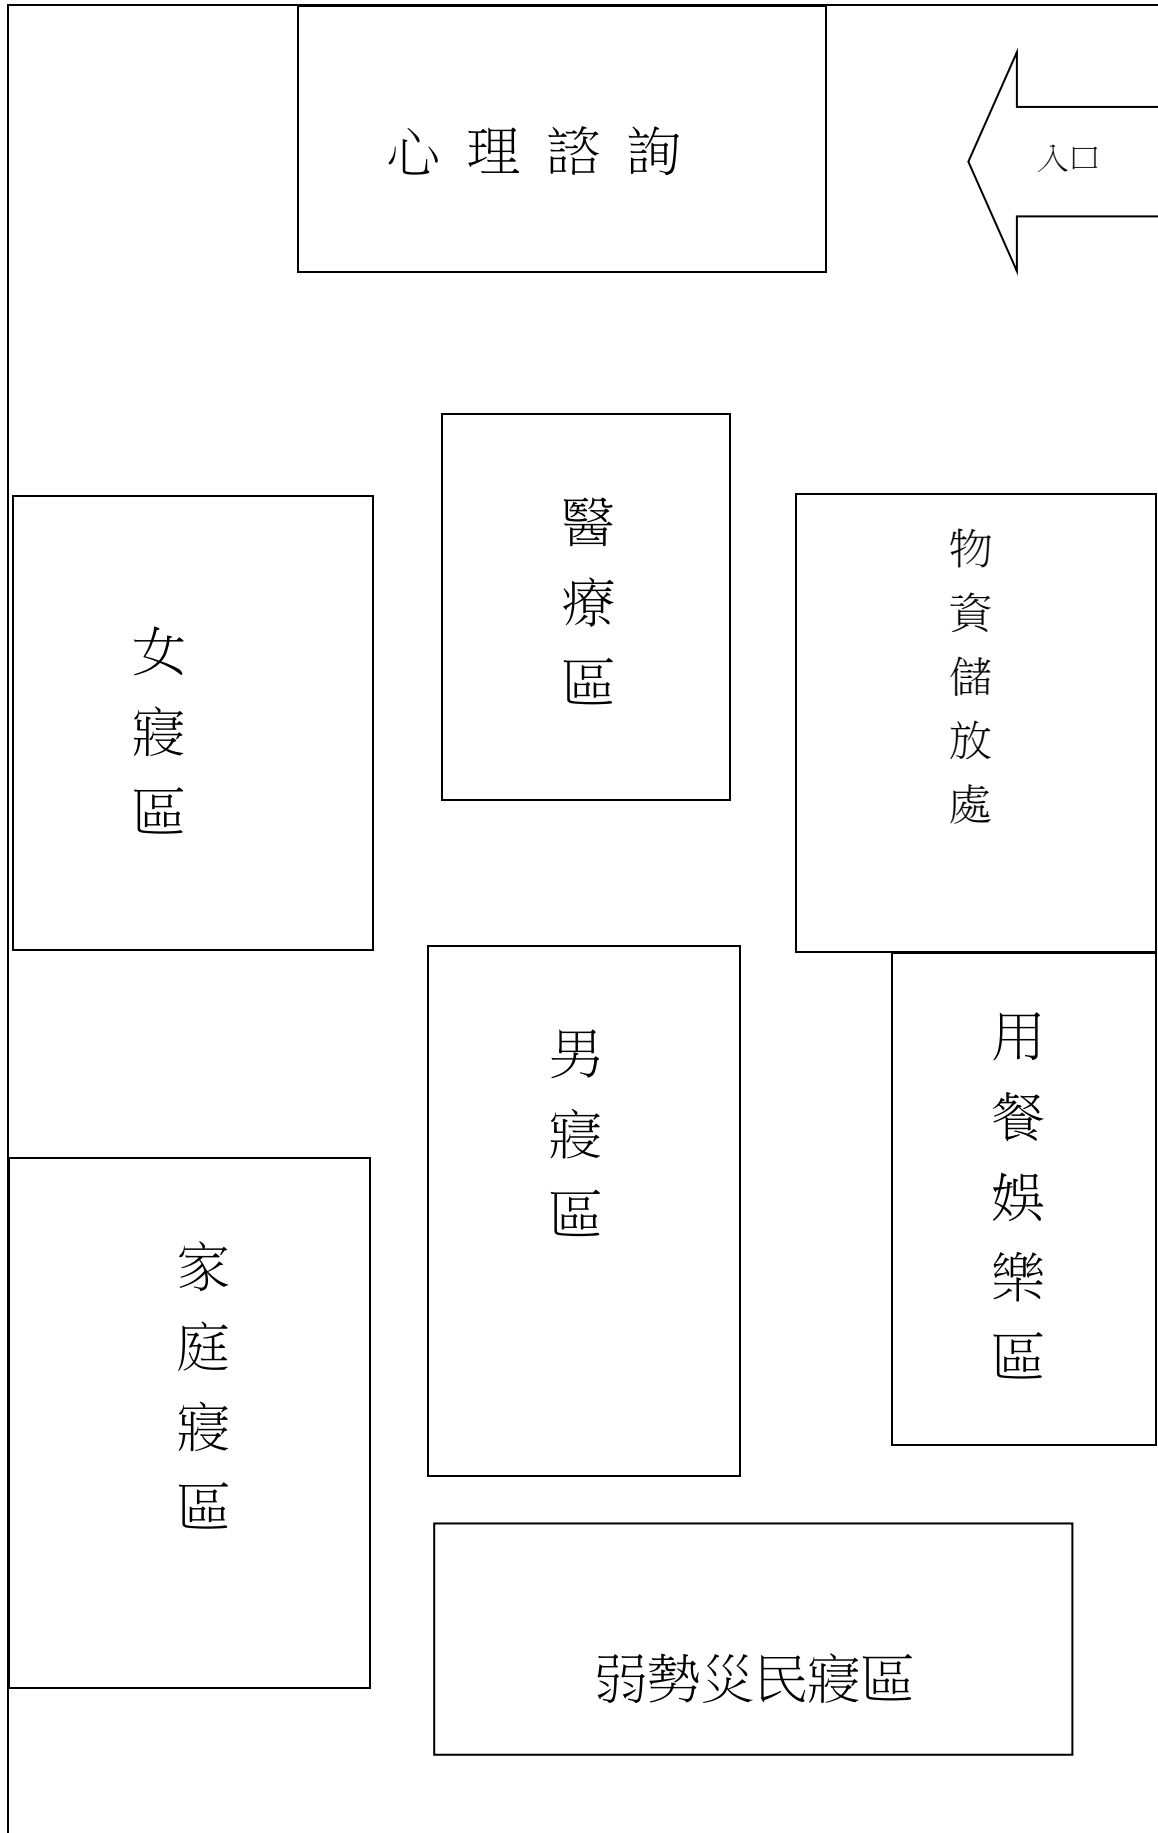 心理諮詢
入口
醫療區
物資儲放處
女寢區
男寢區
用餐娛樂區
家庭寢區
弱勢災民寢區